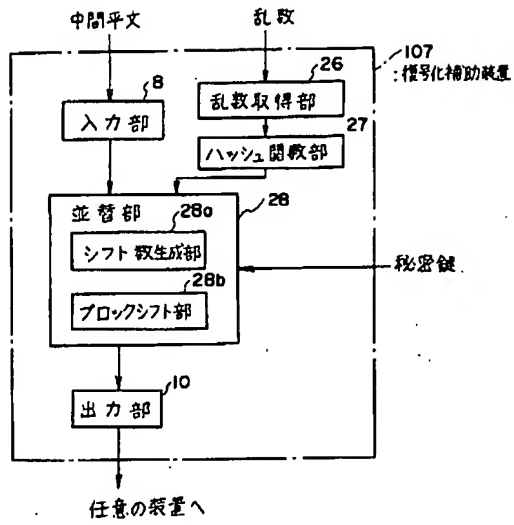 中間平文
乱数
107
:復号化補助装置
8
入力部
26
乱数取得部
27
ハッシュ関数部
28
並替部
28a
シフト数生成部
28b
ブロックシフト部
秘密鍵
10
出力部
任意の装置へ